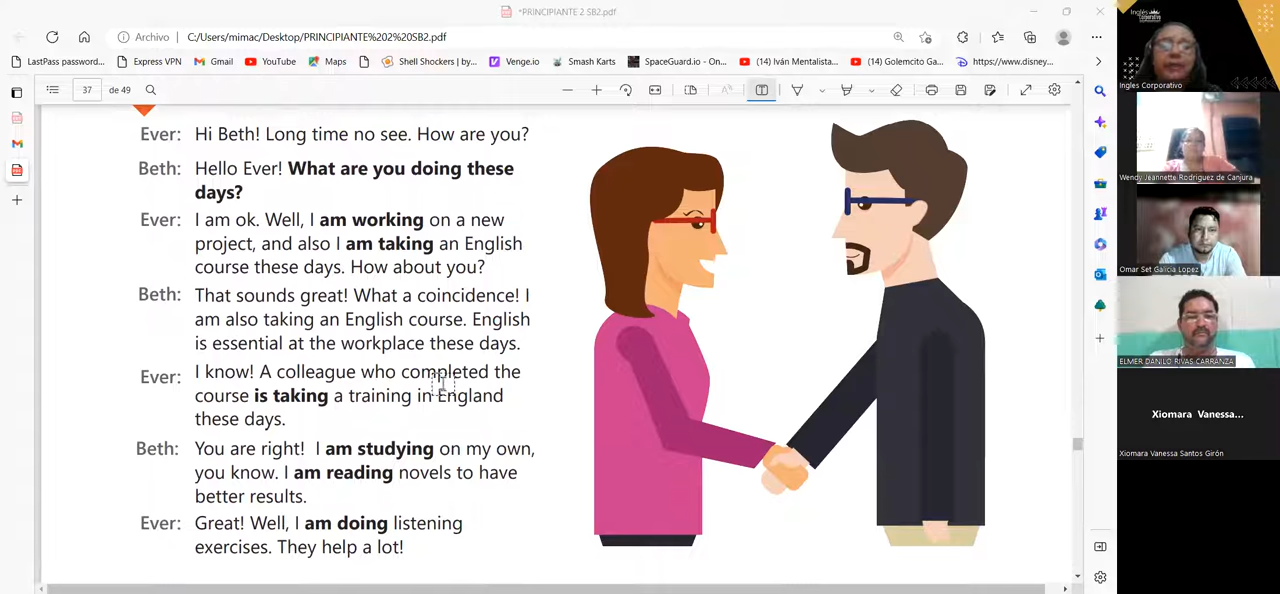 *PRINCIPIANTE 2 SB2.pdf
Archivo C:/Users/mimac/Desktop/PRINCIPIANTE%202%20SB2.pdf
LastPass password... Express VPN Gmail YouTube Maps Shell Shockers | by... Venge.io Smash Karts SpaceGuard.io - On... (14) Iván Mentalista... (14) Golemcito Ga... https://www.disney...
37 de 49
Ever: Hi Beth! Long time no see. How are you?
Beth: Hello Ever! What are you doing these
days?
Ever: I am ok. Well, I am working on a new
project, and also I am taking an English
course these days. How about you?
Beth: That sounds great! What a coincidence! I
am also taking an English course. English
is essential at the workplace these days.
Ever: I know! A colleague who completed the
course is taking a training in England
these days.
Beth: You are right! I am studying on my own,
you know. I am reading novels to have
better results.
Ever: Great! Well, I am doing listening
exercises. They help a lot!
Inglés
Corporativo
Ingles Corporativo
Wendy Jeannette Rodriguez de Canjura
Omar Set Galicia Lopez
ELMER DANILO RIVAS CARRANZA
Xiomara Vanessa...
Xiomara Vanessa Santos Girón